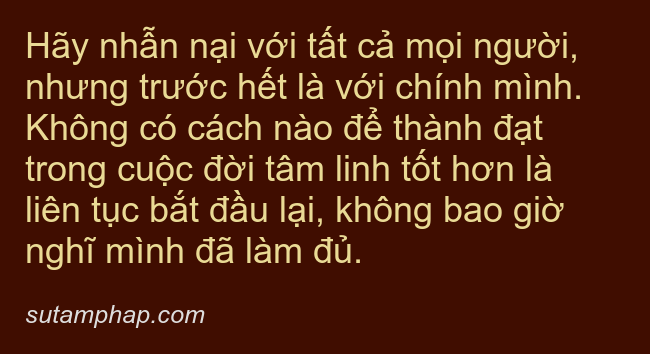 Hãy nhẫn nại với tất cả mọi người,
nhưng trước hết là với chính mình.
Không có cách nào để thành đạt
trong cuộc đời tâm linh tốt hơn là
liên tục bắt đầu lại, không bao giờ
nghĩ mình đã làm đủ.
sutamphap.com